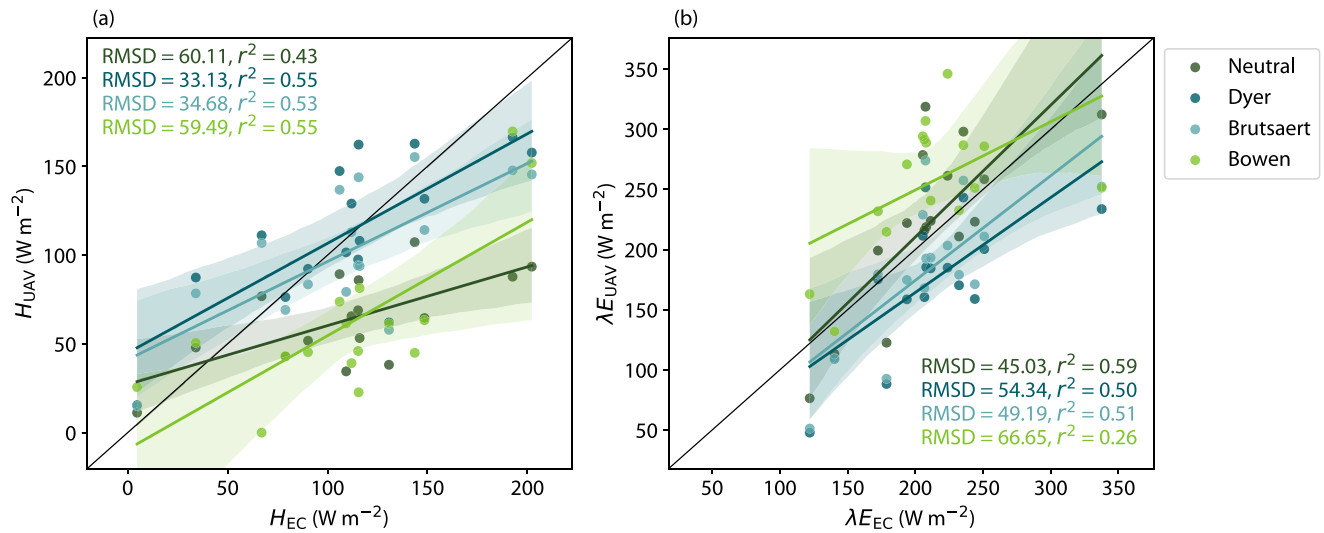 (a)
RMSD = 60.11, r² = 0.43
RMSD = 33.13, r² = 0.55
RMSD = 34.68, r² = 0.53
RMSD = 59.49, r² = 0.55
200
150
100
50
0
H_UAV (W m⁻²)
0 50 100 150 200
H_EC (W m⁻²)
(b)
350
300
250
200
150
100
50
λE_UAV (W m⁻²)
RMSD = 45.03, r² = 0.59
RMSD = 54.34, r² = 0.50
RMSD = 49.19, r² = 0.51
RMSD = 66.65, r² = 0.26
50 100 150 200 250 300 350
λE_EC (W m⁻²)
Neutral
Dyer
Brutsaert
Bowen